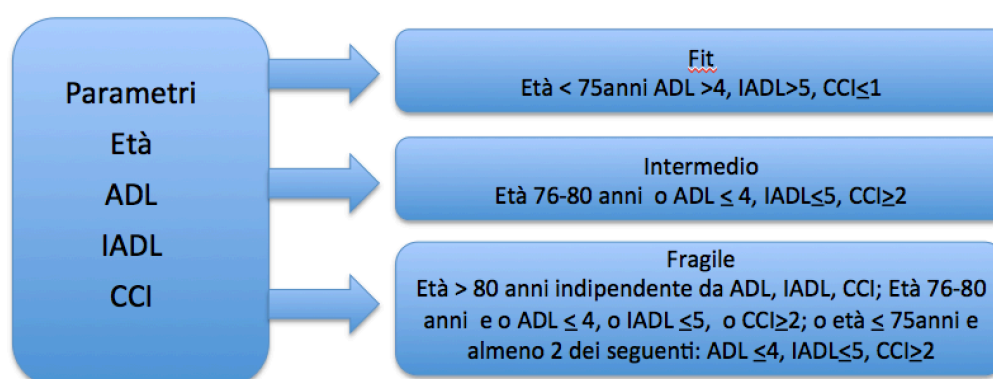 Parametri
Età
ADL
IADL
CCI
Fit
Età < 75anni ADL >4, IADL>5, CCI≤1
Intermedio
Età 76-80 anni o ADL ≤ 4, IADL≤5, CCI≥2
Fragile
Età > 80 anni indipendente da ADL, IADL, CCI; Età 76-80
anni e o ADL ≤ 4, o IADL ≤5, o CCI≥2; o età ≤ 75anni e
almeno 2 dei seguenti: ADL ≤4, IADL≤5, CCI≥2